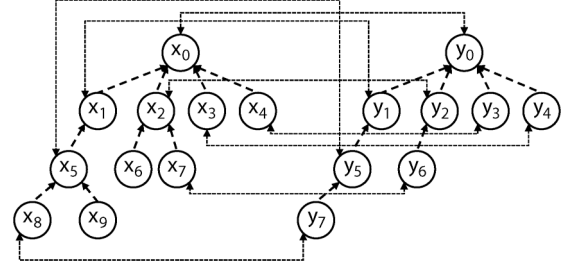 x₀ y₀
x₁ x₂ x₃ x₄ y₁ y₂ y₃ y₄
x₅ x₆ x₇ y₅ y₆
x₈ x₉ y₇